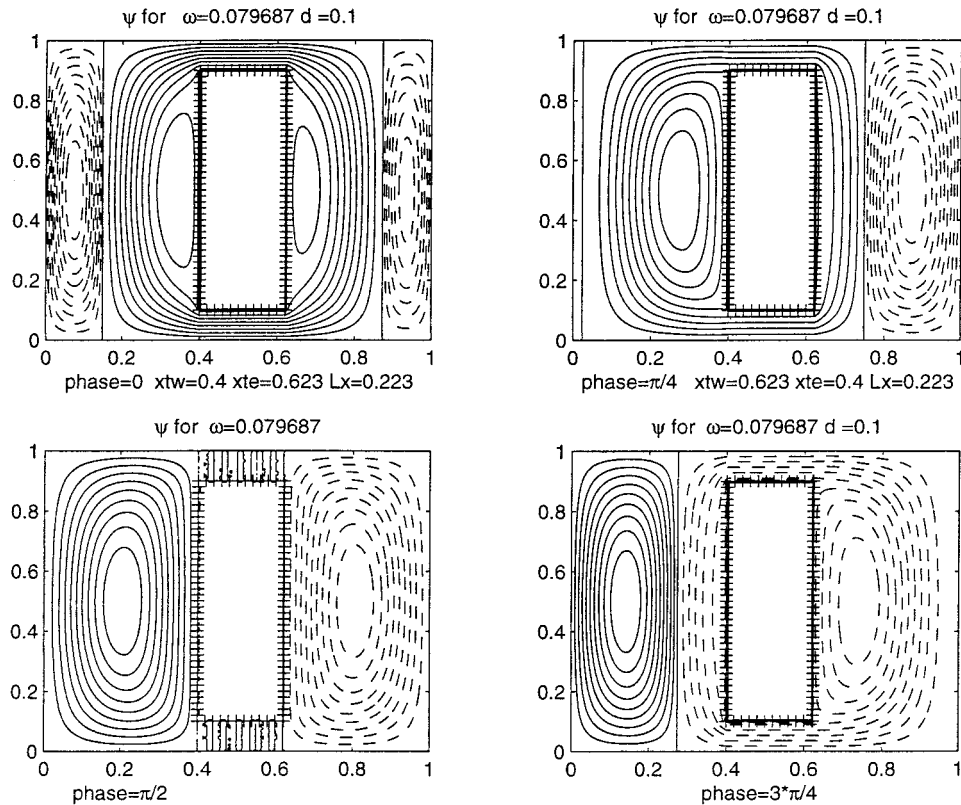 ψ for ω=0.079687 d =0.1
1
0.8
0.6
0.4
0.2
0
0 0.2 0.4 0.6 0.8 1
phase=0 xtw=0.4 xte=0.623 Lx=0.223
ψ for ω=0.079687 d =0.1
1
0.8
0.6
0.4
0.2
0
0 0.2 0.4 0.6 0.8 1
phase=π/4 xtw=0.623 xte=0.4 Lx=0.223
ψ for ω=0.079687
1
0.8
0.6
0.4
0.2
0
0 0.2 0.4 0.6 0.8 1
phase=π/2
ψ for ω=0.079687 d =0.1
1
0.8
0.6
0.4
0.2
0
0 0.2 0.4 0.6 0.8 1
phase=3*π/4